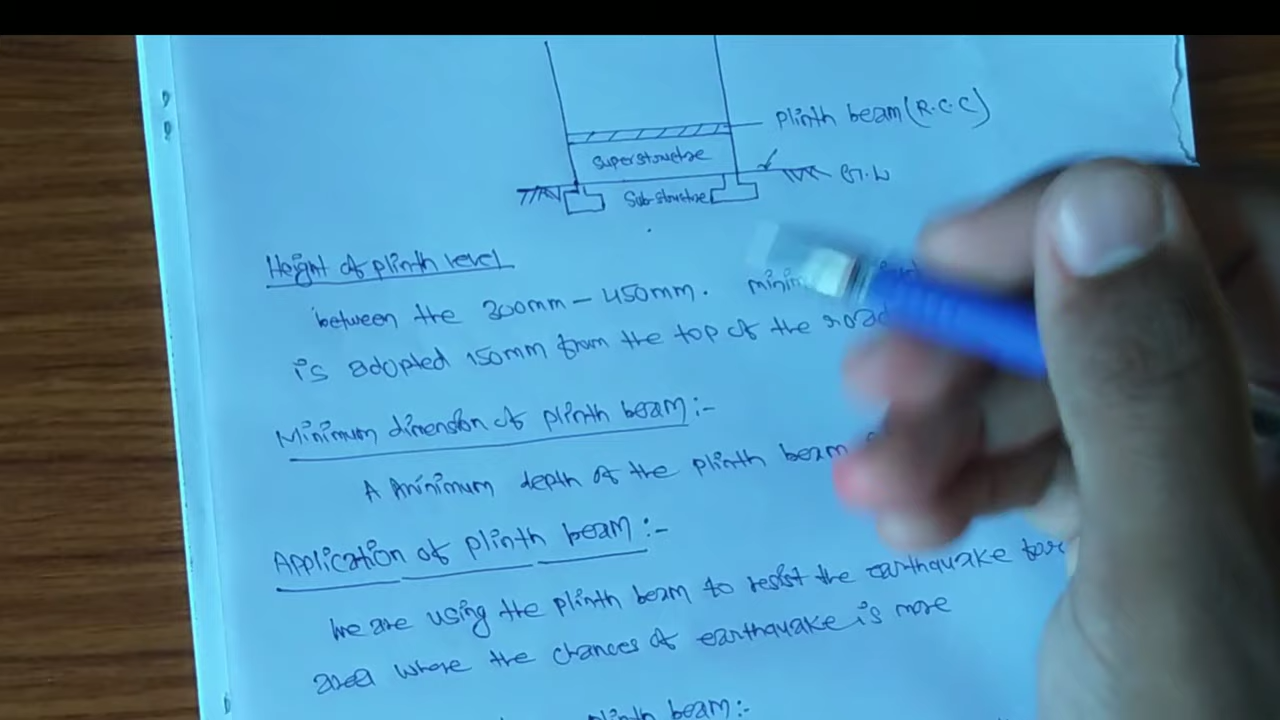 Plinth beam (R.C.C)
Superstructre
G.L
Sub-structre
Height of plinth level
between the 300mm - 450mm.
is adopted 150mm from the top of the road
Minimum dimension of plinth beam:-
A minimum depth of the plinth beam
Application of plinth beam:-
We are using the plinth beam to resist the earthquake
area where the chances of earthquake is more
plinth beam:-